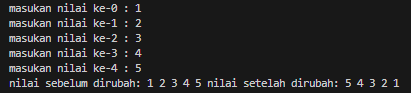 masukan nilai ke-0 : 1
masukan nilai ke-1 : 2
masukan nilai ke-2 : 3
masukan nilai ke-3 : 4
masukan nilai ke-4 : 5
nilai sebelum dirubah: 1 2 3 4 5 nilai setelah dirubah: 5 4 3 2 1